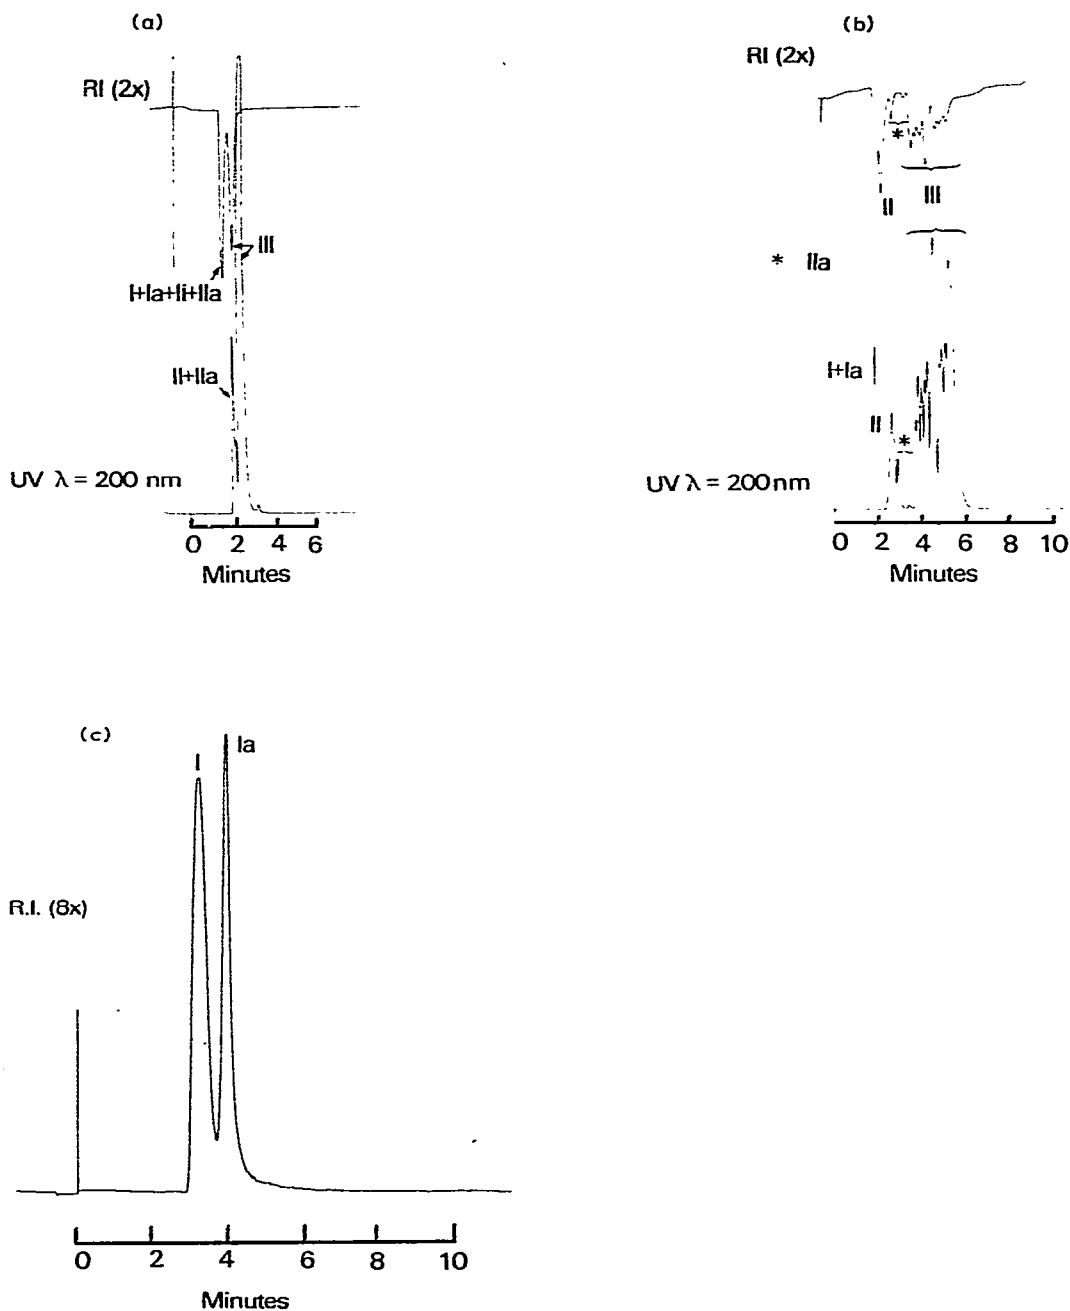 (a)
RI (2x)
III
I+Ia+Ii+IIa
II+IIa
UV λ = 200 nm
0 2 4 6
Minutes
(b)
RI (2x)
*
II
III
* IIa
I+Ia
II
*
UV λ = 200nm
0 2 4 6 8 10
Minutes
(c)
I
Ia
R.I. (8x)
0 2 4 6 8 10
Minutes